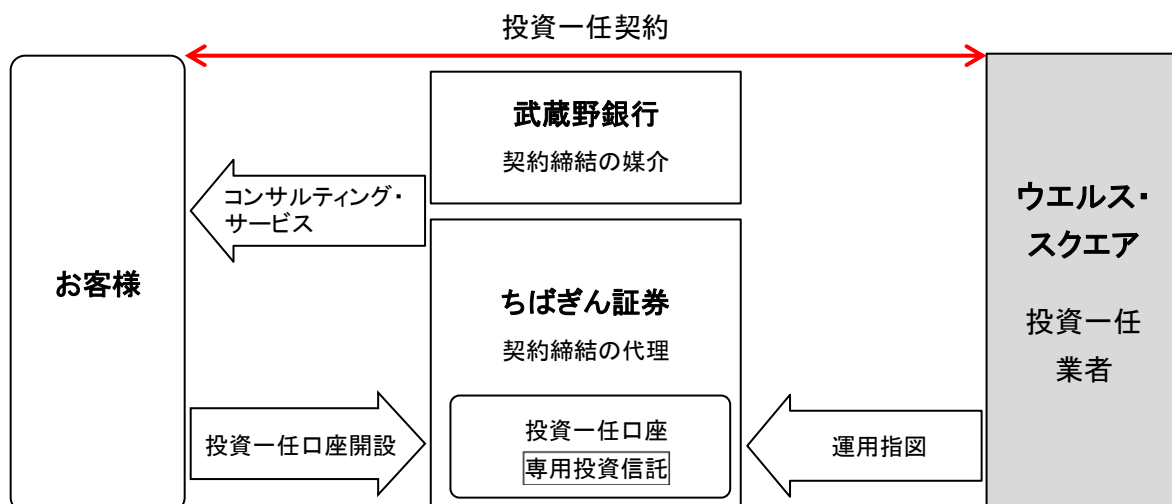 投資一任契約
お客様
武蔵野銀行
契約締結の媒介
コンサルティング・
サービス
ちばぎん証券
契約締結の代理
投資一任口座開設
投資一任口座
専用投資信託
運用指図
ウエルス・
スクエア
投資一任
業者